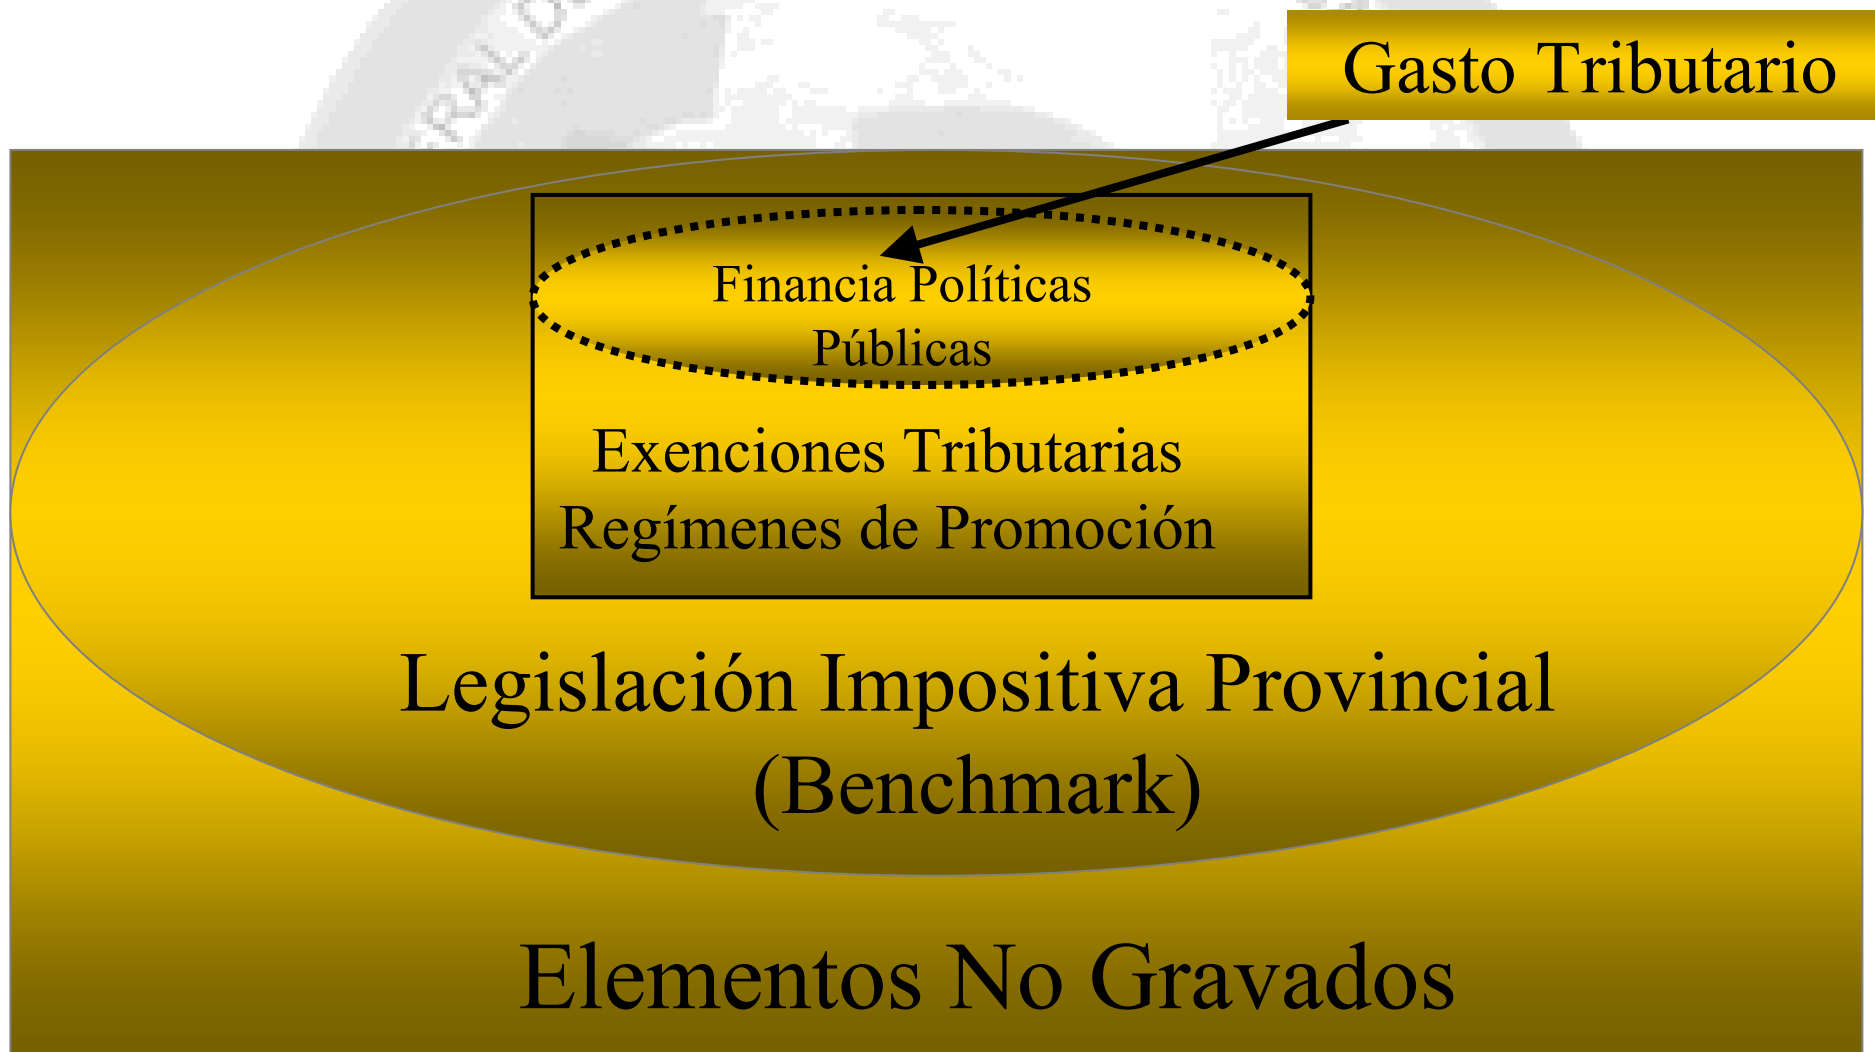 Gasto Tributario
Financia Políticas
Públicas
Exenciones Tributarias
Regímenes de Promoción
Legislación Impositiva Provincial
(Benchmark)
Elementos No Gravados